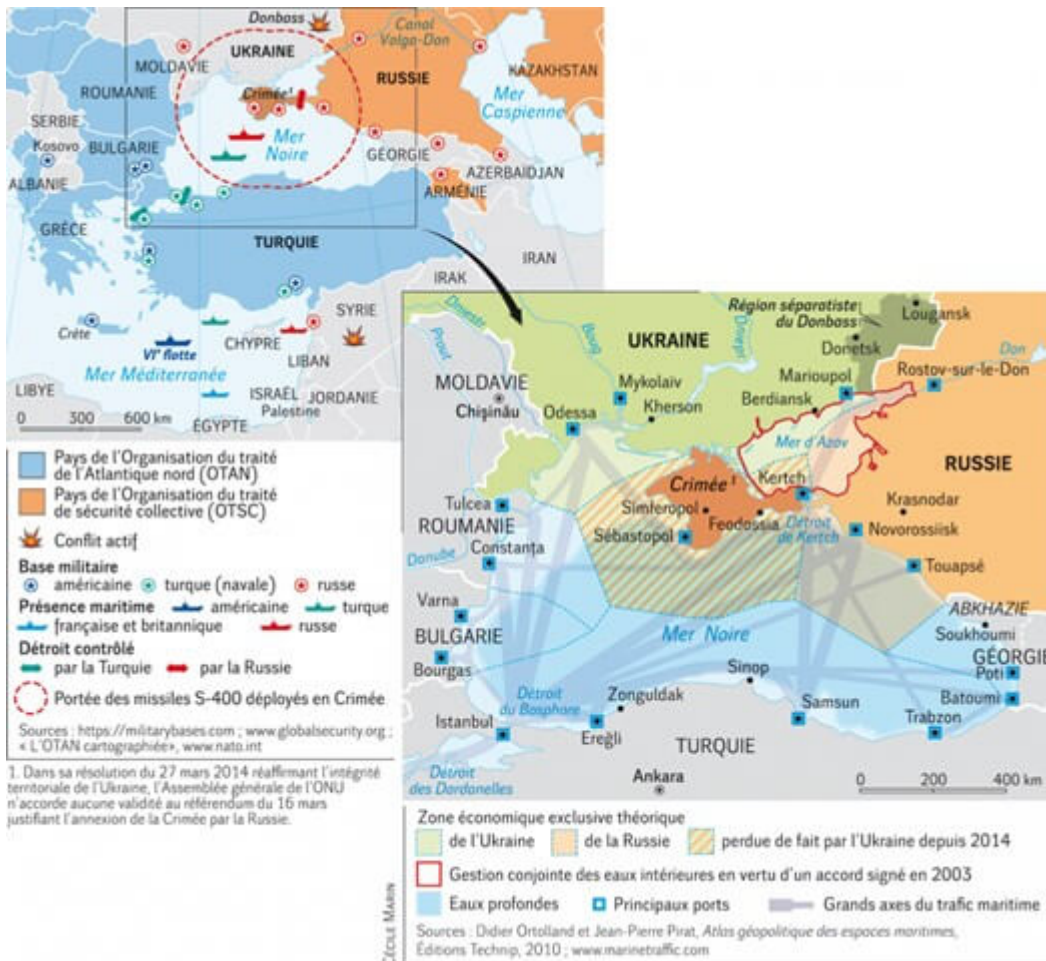 Donbass
Canal
Volga-Don
UKRAINE
MOLDAVIE
RUSSIE
KAZAKHSTAN
ROUMANIE
Crimée¹
Mer
Caspienne
SERBIE
Kosovo
BULGARIE
Mer
Noire
GÉORGIE
ALBANIE
AZERBAÏDJAN
ARMÉNIE
GRÈCE
TURQUIE
IRAN
IRAK
SYRIE
Crète
VIᵉ flotte
CHYPRE
LIBAN
Mer Méditerranée
LIBYE
ISRAËL
JORDANIE
Palestine
ÉGYPTE
0 300 600 km
Pays de l'Organisation du traité
de l'Atlantique nord (OTAN)
Pays de l'Organisation du traité
de sécurité collective (OTSC)
Conflit actif
Base militaire
américaine turque (navale) russe
Présence maritime américaine turque
française et britannique russe
Détroit contrôlé
par la Turquie par la Russie
Portée des missiles S-400 déployés en Crimée
Sources : https://militarybases.com ; www.globalsecurity.org ;
« L'OTAN cartographiée», www.nato.int
1. Dans sa résolution du 27 mars 2014 réaffirmant l'intégrité
territoriale de l'Ukraine, l'Assemblée générale de l'ONU
n'accorde aucune validité au référendum du 16 mars
justifiant l'annexion de la Crimée par la Russie.
Dniestr
Prout
Boug
Dniepr
UKRAINE
Région séparatiste
du Donbass
Lougansk
Donetsk
Don
MOLDAVIE
Chişinău
Mykolaïv
Marioupol
Rostov-sur-le-Don
Odessa
Kherson
Berdiansk
Mer d'Azov
RUSSIE
Kertch
Crimée ¹
Tulcea
Simferopol
Feodossia
Détroit
de Kertch
Krasnodar
ROUMANIE
Sébastopol
Novorossiisk
Danube
Constanţa
Touapsé
Varna
ABKHAZIE
BULGARIE
Mer Noire
Soukhoumi
GÉORGIE
Bourgas
Poti
Sinop
Détroit
du Bosphore
Zonguldak
Batoumi
Istanbul
Samsun
Ereğli
Trabzon
TURQUIE
Détroit
des Dardanelles
Ankara
0 200 400 km
Zone économique exclusive théorique
de l'Ukraine de la Russie perdue de fait par l'Ukraine depuis 2014
Gestion conjointe des eaux intérieures en vertu d'un accord signé en 2003
Eaux profondes Principaux ports Grands axes du trafic maritime
Sources : Didier Ortolland et Jean-Pierre Pirat, Atlas géopolitique des espaces maritimes,
Éditions Technip, 2010 ; www.marinetraffic.com
CÉCILE MARIN